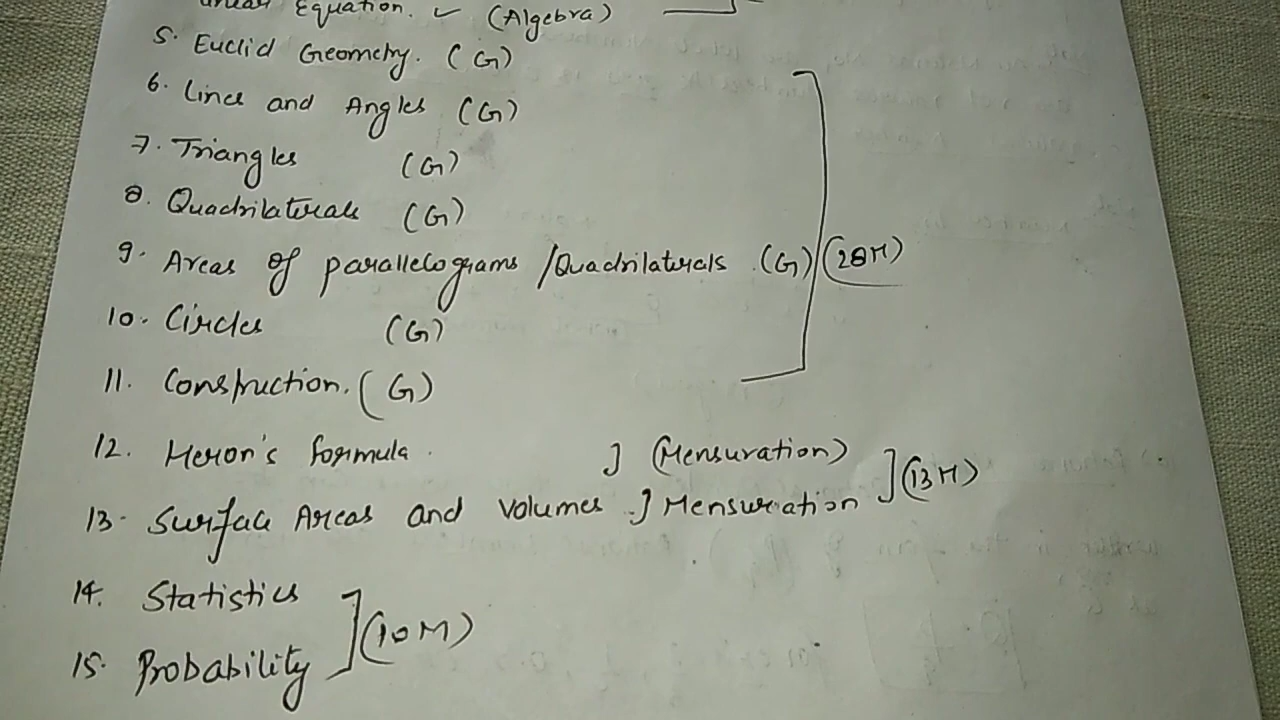 Linear Equation. ✓ (Algebra)
5. Euclid Geometry. (G)
6. Lines and Angles (G)
7. Triangles (G)
8. Quadrilaterals (G)
9. Areas of parallelograms /Quadrilaterals (G) (28M)
10. Circles (G)
11. Construction. (G)
12. Heron's formula. ] (Mensuration)
13. Surface Areas and volumes ] Mensuration ] (13M)
14. Statistics
15. Probability ] (10M)